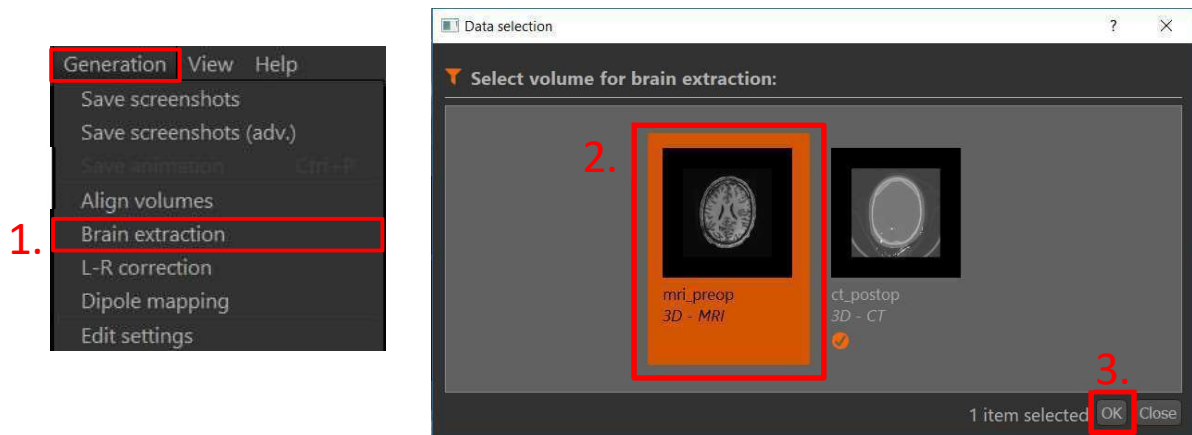 Generation View Help
Save screenshots
Save screenshots (adv.)
Save animation Ctrl+P
Align volumes
1. Brain extraction
L-R correction
Dipole mapping
Edit settings
Data selection ? ×
Select volume for brain extraction:
2.
mri_preop
3D - MRI
ct_postop
3D - CT
3.
1 item selected OK Close